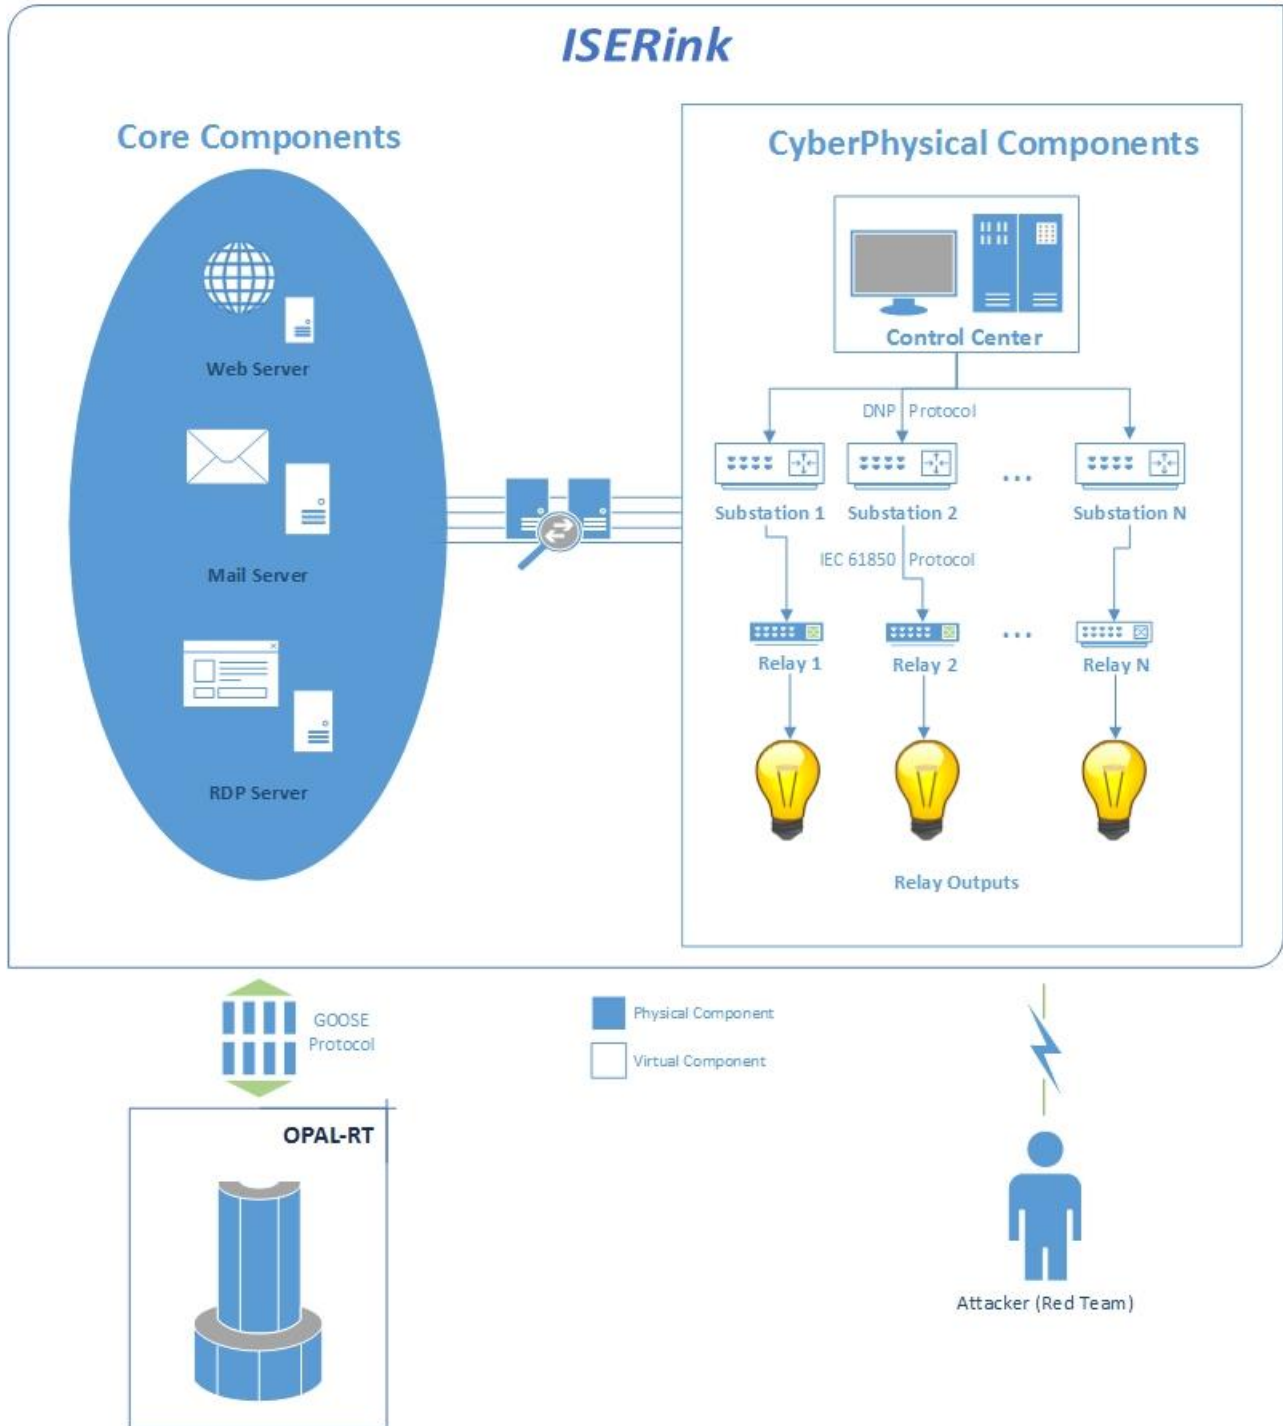 ISERink
Core Components
CyberPhysical Components
Web Server
Mail Server
RDP Server
Control Center
DNP Protocol
Substation 1
Substation 2
...
Substation N
IEC 61850 Protocol
Relay 1
Relay 2
...
Relay N
Relay Outputs
GOOSE
Protocol
Physical Component
Virtual Component
OPAL-RT
Attacker (Red Team)